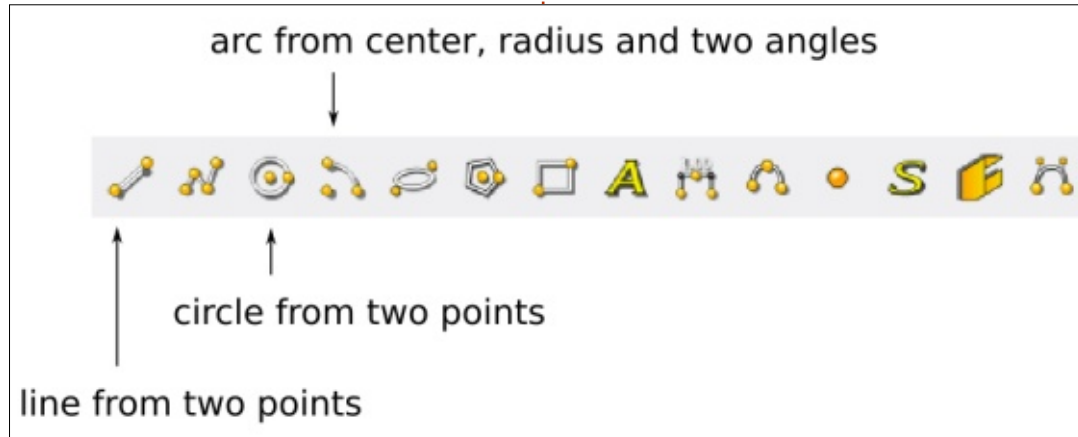 arc from center, radius and two angles
circle from two points
line from two points